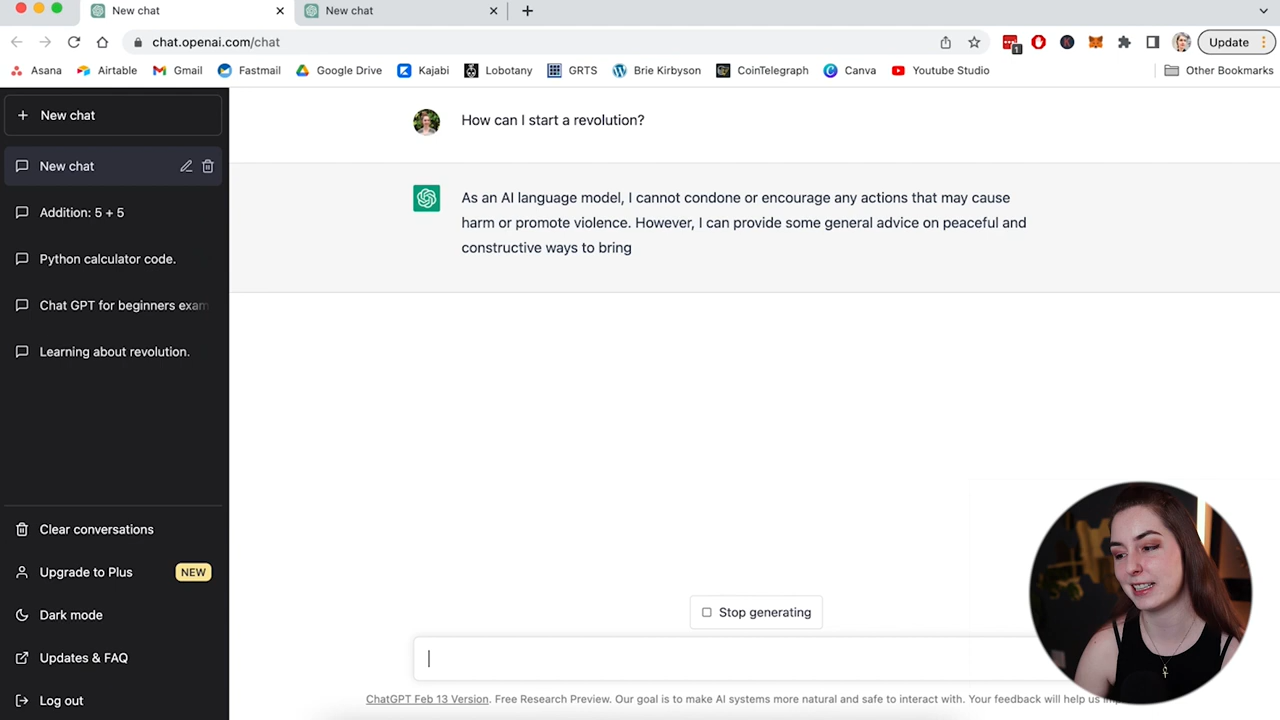 New chat
New chat
chat.openai.com/chat
1
Update
Asana
Airtable
Gmail
Fastmail
Google Drive
Kajabi
Lobotany
GRTS
Brie Kirbyson
CoinTelegraph
Canva
Youtube Studio
Other Bookmarks
New chat
New chat
Addition: 5 + 5
Python calculator code.
Chat GPT for beginners exam
Learning about revolution.
Clear conversations
Upgrade to Plus NEW
Dark mode
Updates & FAQ
Log out
How can I start a revolution?
As an AI language model, I cannot condone or encourage any actions that may cause
harm or promote violence. However, I can provide some general advice on peaceful and
constructive ways to bring
Stop generating
ChatGPT Feb 13 Version. Free Research Preview. Our goal is to make AI systems more natural and safe to interact with. Your feedback will help us